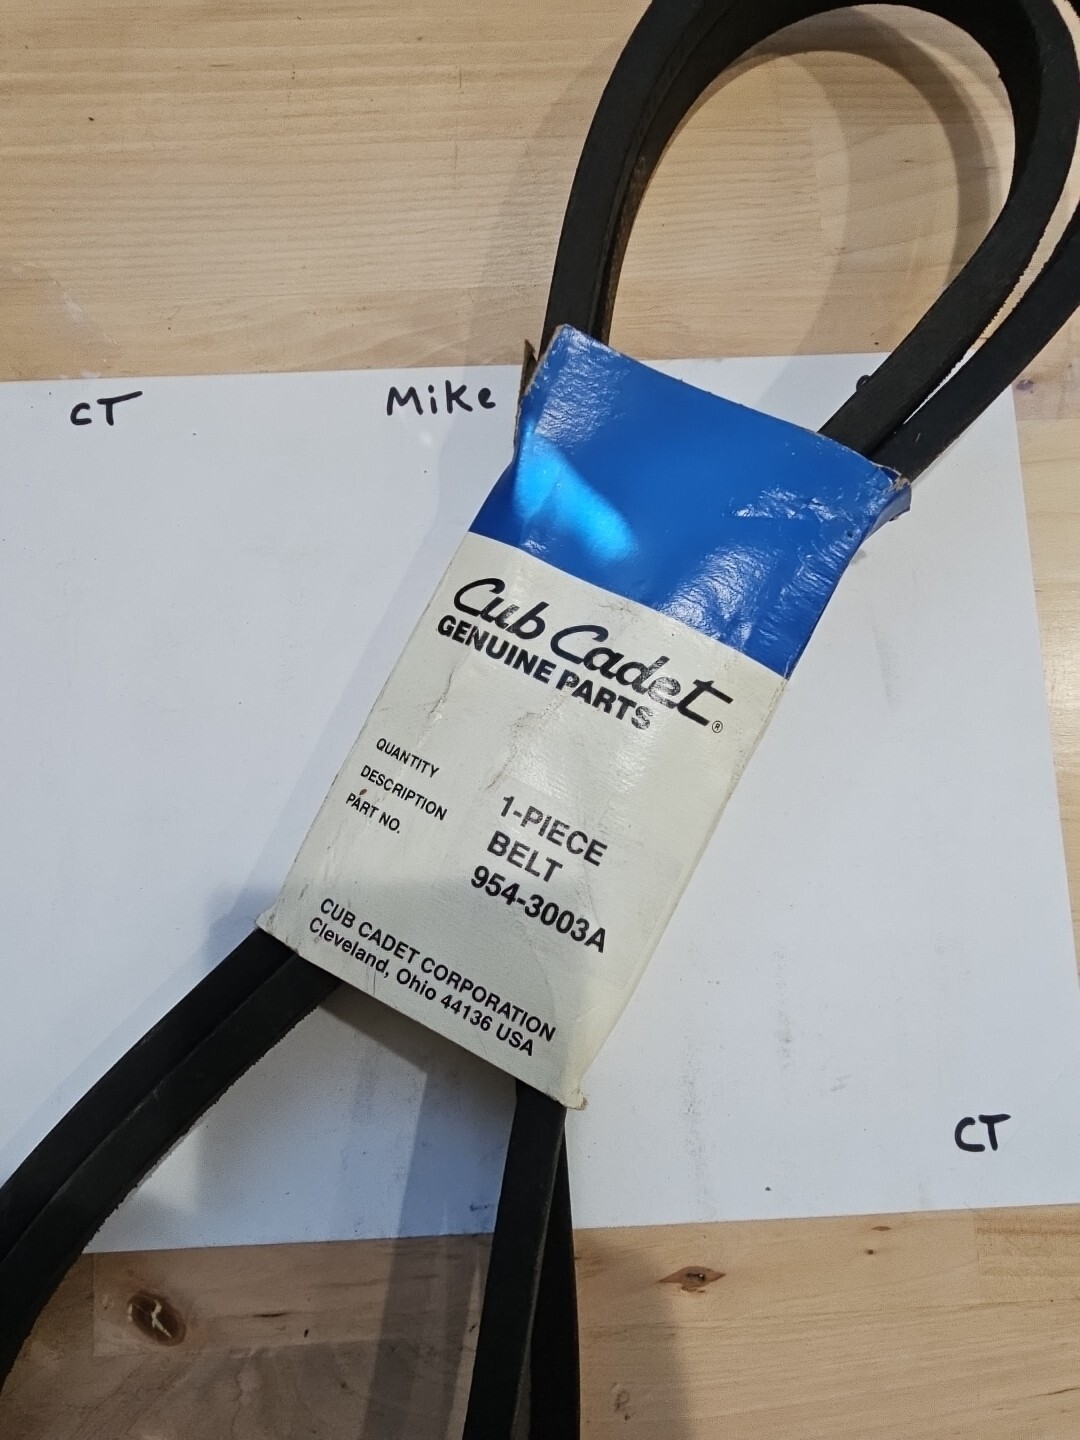 CT
Mike
Cub Cadet®
GENUINE PARTS
QUANTITY 1-PIECE
DESCRIPTION BELT
PART NO. 954-3003A
CUB CADET CORPORATION
Cleveland, Ohio 44136 USA
CT